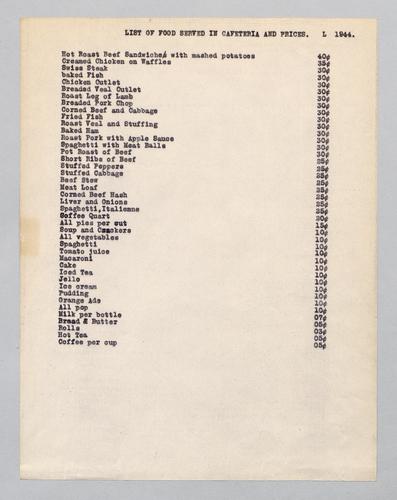 LIST OF FOOD SERVED IN CAFETERIA AND PRICES. L 1944.
Hot Roast Beef Sandwiches with mashed potatoes 40¢
Creamed Chicken on Waffles 35¢
Swiss Steak 30¢
baked Fish 30¢
Chicken Cutlet 30¢
Breaded Veal Outlet 30¢
Roast Leg of Lamb 30¢
Breaded Pork Chop 30¢
Corned Beef and Cabbage 30¢
Fried Fish 30¢
Roast Veal and Stuffing 30¢
Baked Ham 30¢
Roast Pork with Apple Sauce 30¢
Spaghetti with Meat Balls 30¢
Pot Roast of Beef 30¢
Short Ribs of Beef 25¢
Stuffed Peppers 25¢
Stuffed Cabbages 25¢
Beef Stew 25¢
Meat Loaf 25¢
Corned Beef Hash 25¢
Liver and Onions 25¢
Spaghetti,Italienne 25¢
Coffee Quart 20¢
All pies per cut 15¢
Soup and Crackers 10¢
All vegetables 10¢
Spaghetti 10¢
Tomato juice 10¢
Macaroni 10¢
Cake 10¢
Iced Tea 10¢
Jello 10¢
Ice cream 10¢
Pudding 10¢
Orange Ade 10¢
All pop 10¢
Milk per bottle 07¢
Bread & Butter 05¢
Rolls 03¢
Hot Tea 05¢
Coffee per cup 05¢